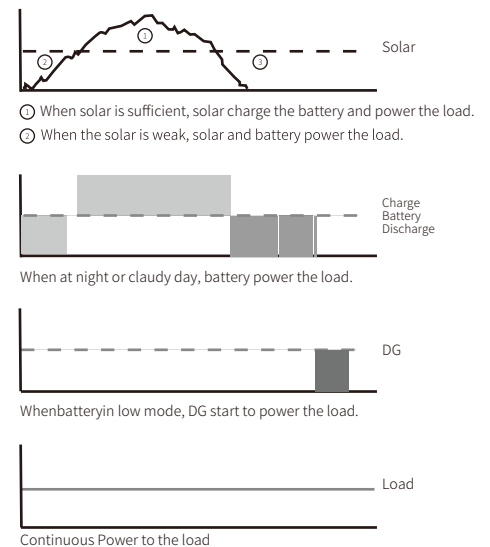 Solar
1
2
3
① When solar is sufficient, solar charge the battery and power the load.
② When the solar is weak, solar and battery power the load.
Charge
Battery
Discharge
When at night or claudy day, battery power the load.
DG
Whenbatteryin low mode, DG start to power the load.
Load
Continuous Power to the load